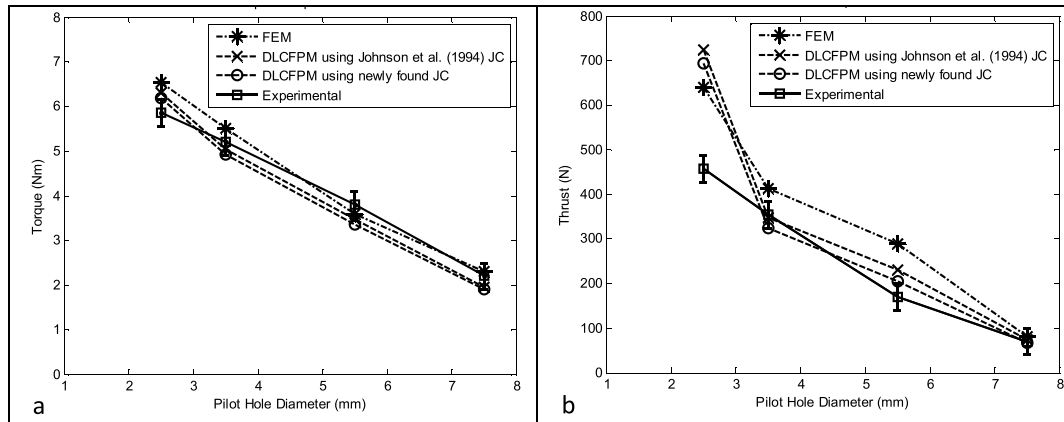 8
7
6
5
4
3
2
1
0
Torque (Nm)
FEM
DLCFPM using Johnson et al. (1994) JC
DLCFPM using newly found JC
Experimental
1 2 3 4 5 6 7 8
Pilot Hole Diameter (mm)
a
800
700
600
500
400
300
200
100
0
Thrust (N)
FEM
DLCFPM using Johnson et al. (1994) JC
DLCFPM using newly found JC
Experimental
1 2 3 4 5 6 7 8
Pilot Hole Diameter (mm)
b